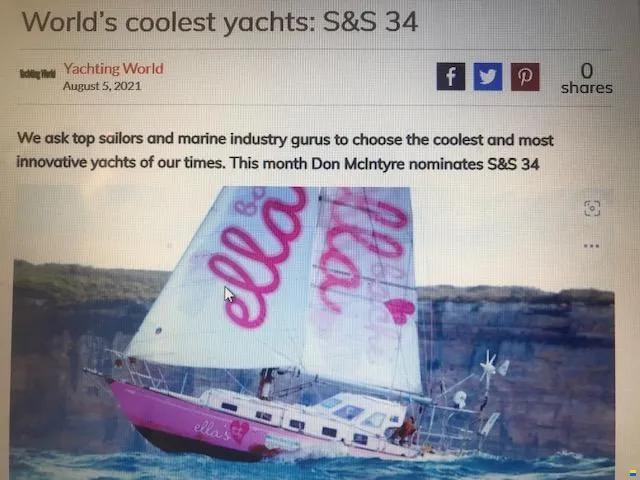 World's coolest yachts: S&S 34
Yachting World
Yachting World
August 5, 2021
f
0
shares
We ask top sailors and marine industry gurus to choose the coolest and most
innovative yachts of our times. This month Don McIntyre nominates S&S 34
ella
ella's